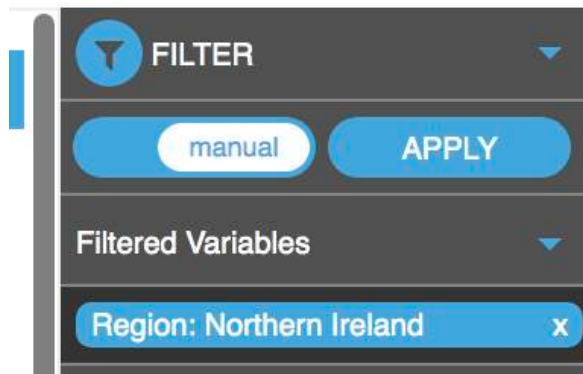 FILTER
manual APPLY
Filtered Variables
Region: Northern Ireland x